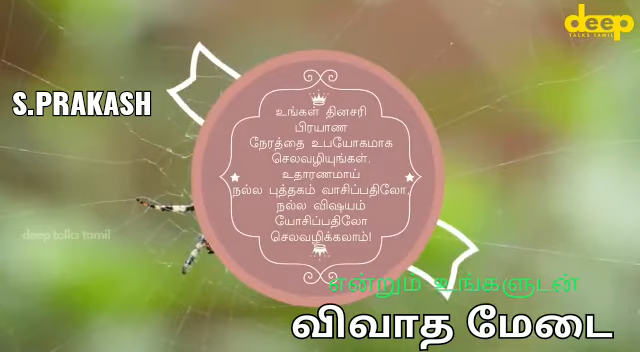 deep
TALKS TAMIL
S.PRAKASH
உங்கள் தினசரி
பிரயாண
நேரத்தை உபயோகமாக
செலவழியுங்கள்.
உதாரணமாய்
நல்ல புத்தகம் வாசிப்பதிலோ,
நல்ல விஷயம்
யோசிப்பதிலோ
செலவழிக்கலாம்!
deep talks tamil
என்றும் உங்களுடன்
விவாத மேடை